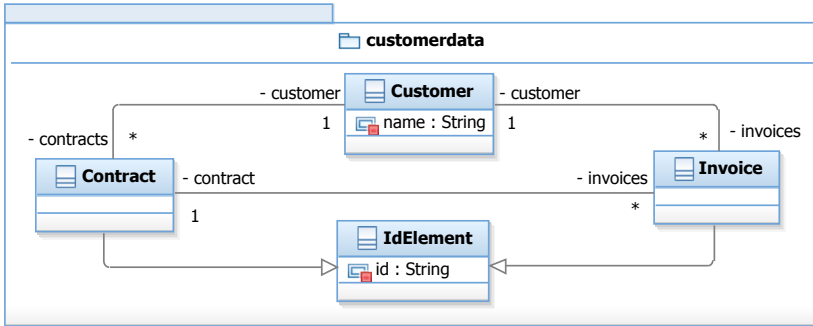 customerdata
- customer
Customer
- customer
1
name : String
1
- contracts
*
*
- invoices
Contract
- contract
- invoices
Invoice
1
*
IdElement
id : String